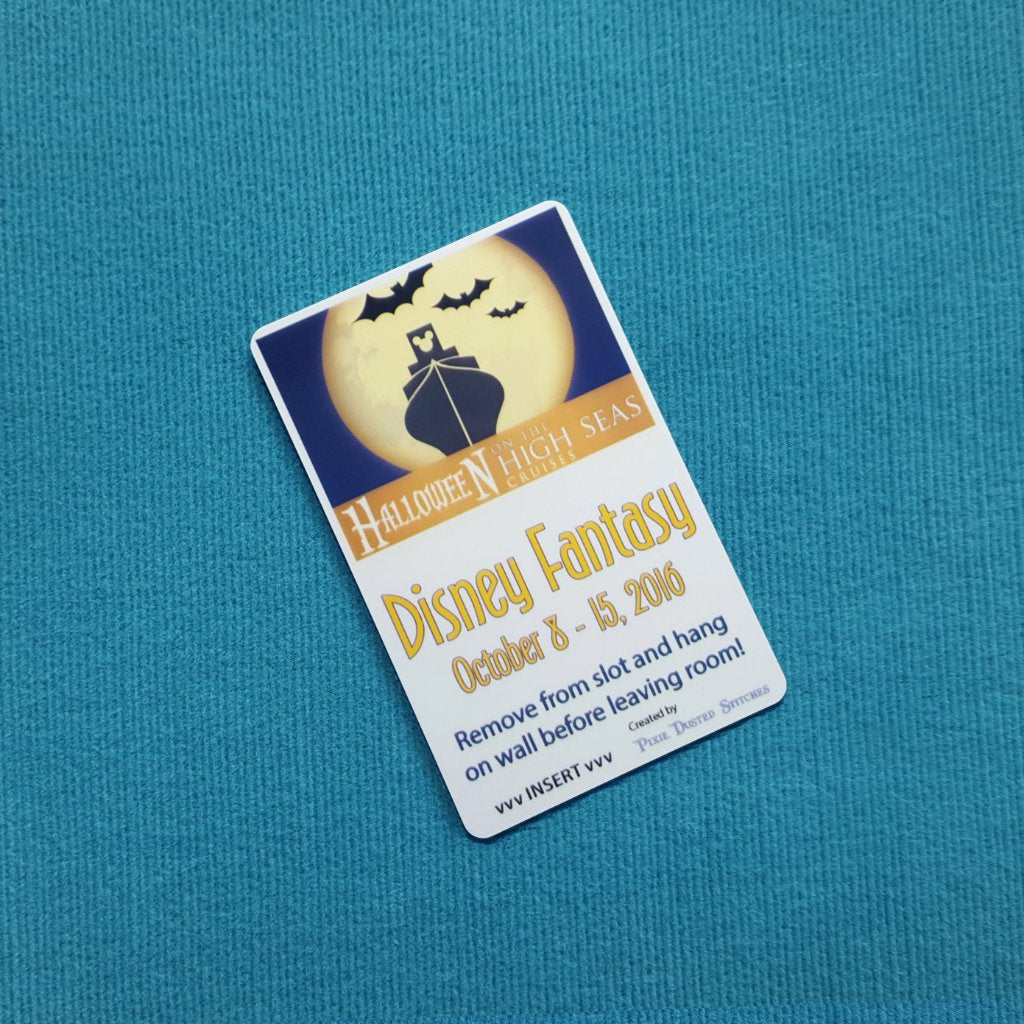 HALLOWEEN
ON THE
HIGH SEAS
CRUISES
Disney Fantasy
October 8 - 15, 2016
Remove from slot and hang
on wall before leaving room!
Created by
PIXIE DUSTED STITCHES
vvv INSERT vvv